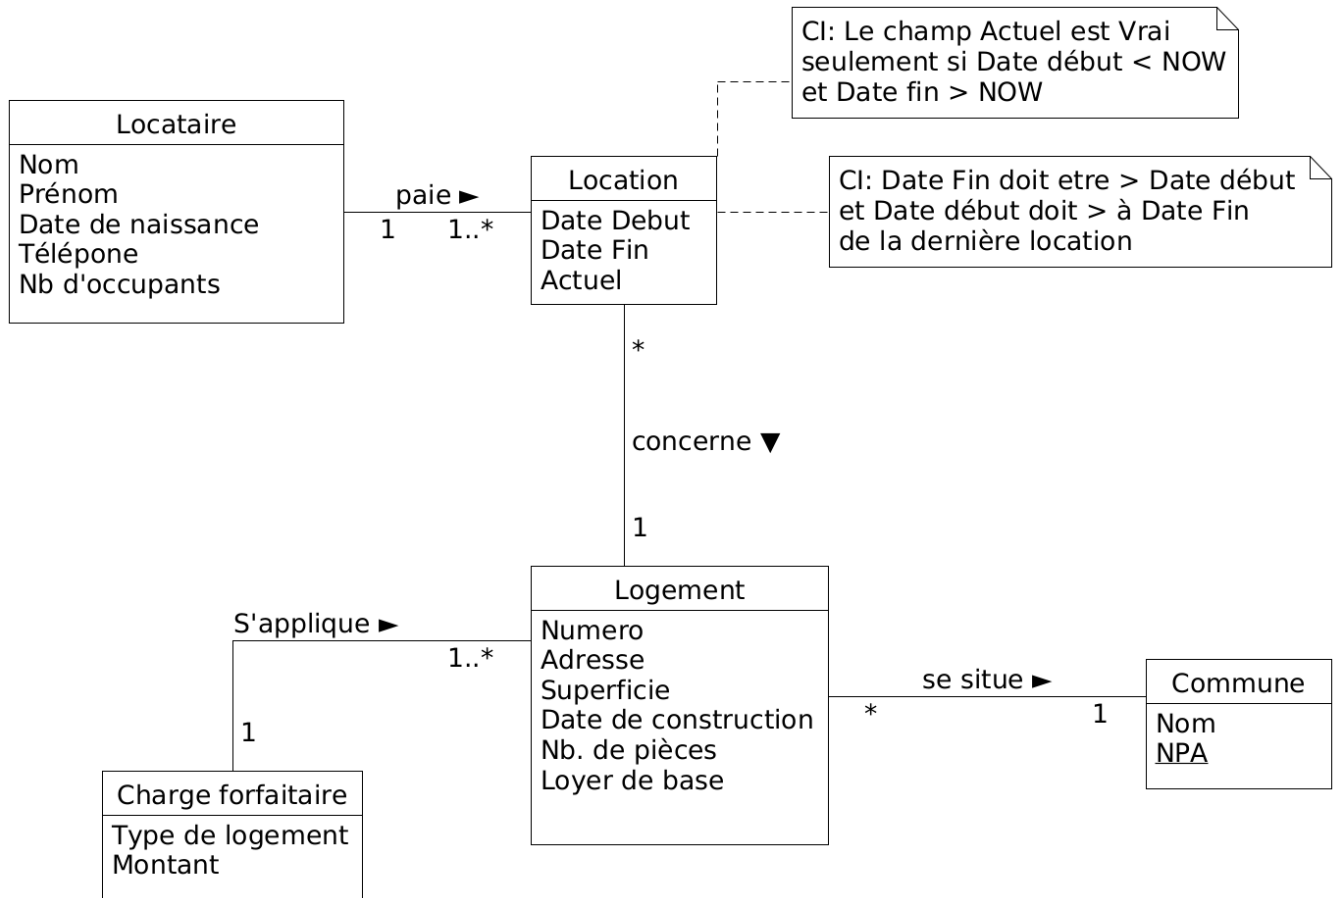 CI: Le champ Actuel est Vrai
seulement si Date début < NOW
et Date fin > NOW
Locataire
Nom
Prénom
Date de naissance
Télépone
Nb d'occupants
paie ►
1
1..*
Location
Date Debut
Date Fin
Actuel
CI: Date Fin doit etre > Date début
et Date début doit > à Date Fin
de la dernière location
*
concerne ▼
1
S'applique ►
1..*
1
Logement
Numero
Adresse
Superficie
Date de construction
Nb. de pièces
Loyer de base
se situe ►
*
1
Commune
Nom
NPA
Charge forfaitaire
Type de logement
Montant